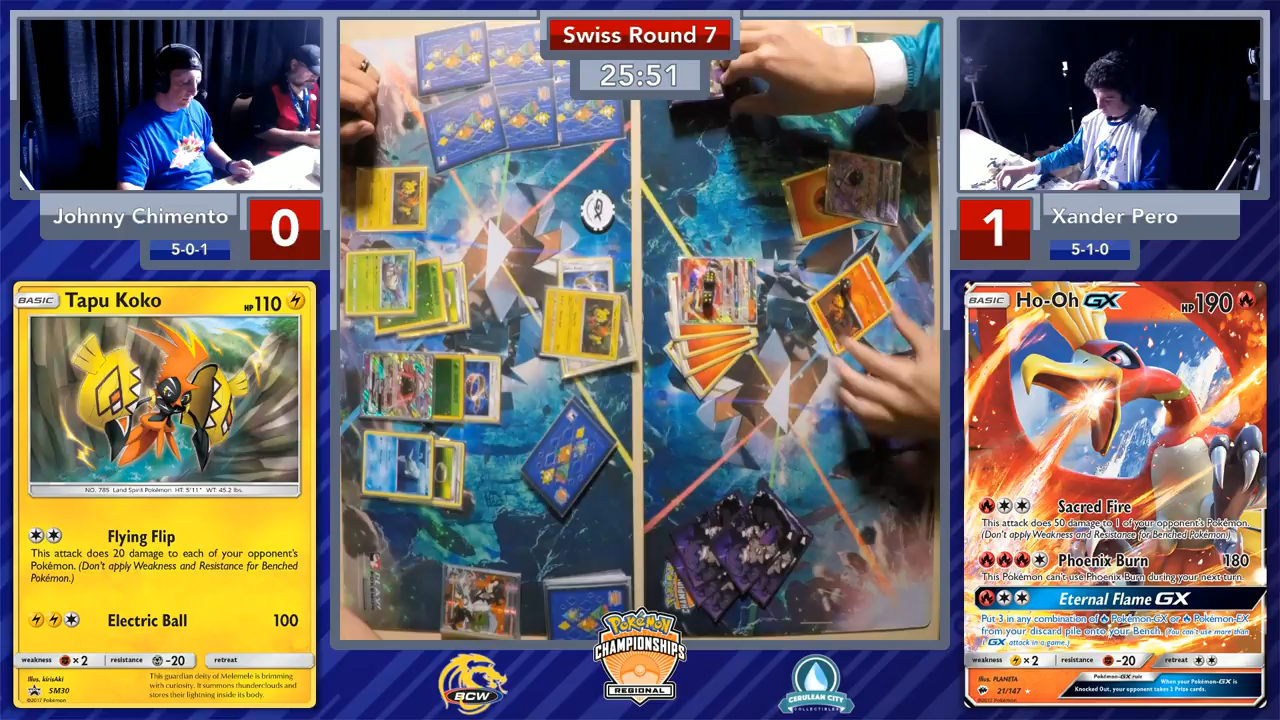 Swiss Round 7
25:51
Johnny Chimento
0
5-0-1
1
Xander Pero
5-1-0
BASIC Tapu Koko HP 110
NO. 785 Land Spirit Pokémon HT: 5'11" WT: 45.2 lbs.
Flying Flip
This attack does 20 damage to each of your opponent's
Pokémon. (Don't apply Weakness and Resistance for Benched
Pokémon.)
Electric Ball 100
weakness ×2 resistance -20 retreat
Illus. kirisAki
SM30
©2017 Pokémon
This guardian deity of Melemele is brimming
with curiosity. It summons thunderclouds and
stores their lightning inside its body.
BASIC Ho-Oh GX HP 190
Sacred Fire
This attack does 50 damage to 1 of your opponent's Pokémon.
(Don't apply Weakness and Resistance for Benched Pokémon.)
Phoenix Burn 180
This Pokémon can't use Phoenix Burn during your next turn.
Eternal Flame GX
Put 3 in any combination of Pokémon-GX or Pokémon-EX
from your discard pile onto your Bench. (You can't use more than
1 GX attack in a game.)
weakness ×2 resistance -20 retreat
Illus. PLANETA
21/147
©2017 Pokémon
Pokémon-GX rule
When your Pokémon-GX is
Knocked Out, your opponent takes 2 Prize cards.
Pokémon
CHAMPIONSHIPS
REGIONAL
BCW
CERULEAN CITY
COLLECTIBLES